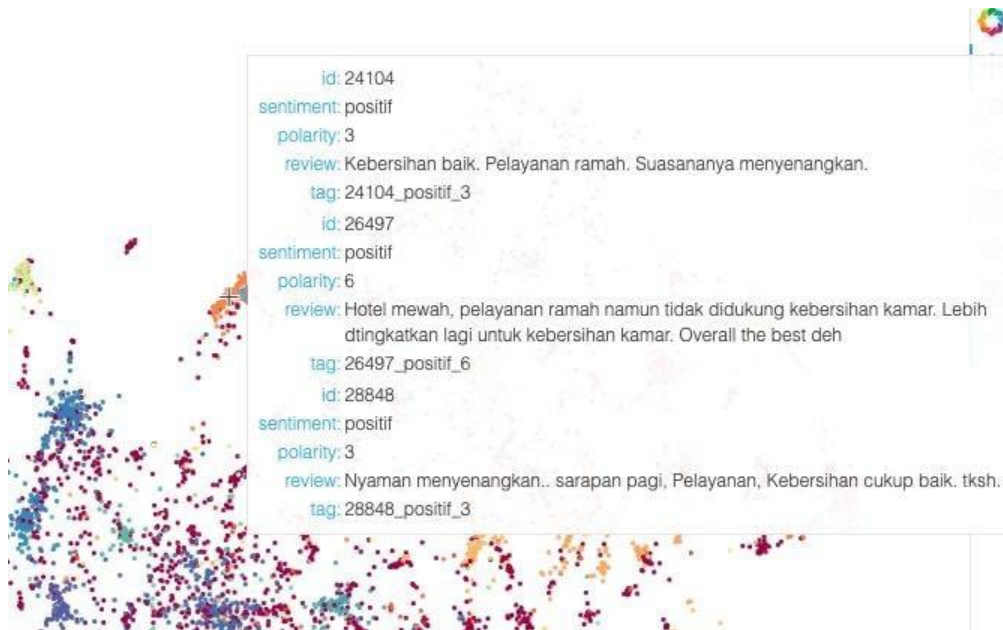 id: 24104
sentiment: positif
polarity: 3
review: Kebersihan baik. Pelayanan ramah. Suasananya menyenangkan.
tag: 24104_positif_3
id: 26497
sentiment: positif
polarity: 6
review: Hotel mewah, pelayanan ramah namun tidak didukung kebersihan kamar. Lebih
dtingkatkan lagi untuk kebersihan kamar. Overall the best deh
tag: 26497_positif_6
id: 28848
sentiment: positif
polarity: 3
review: Nyaman menyenangkan.. sarapan pagi, Pelayanan, Kebersihan cukup baik. tksh.
tag: 28848_positif_3